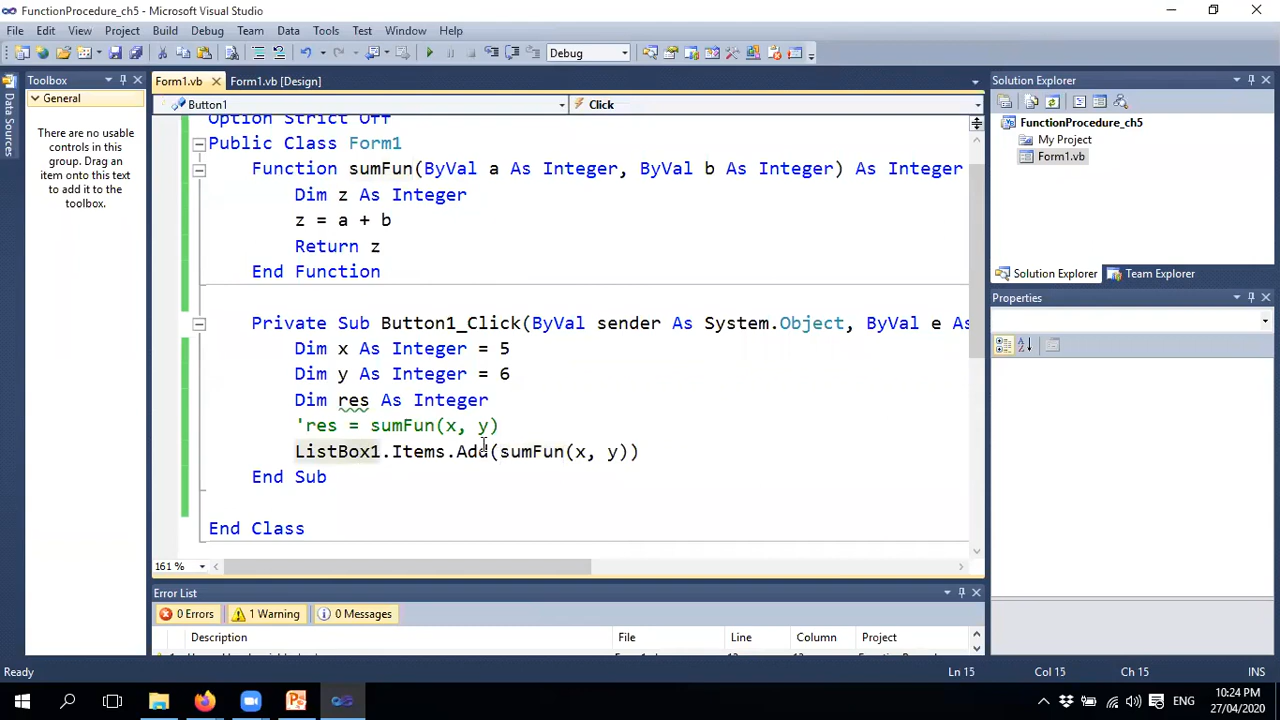 FunctionProcedure_ch5 - Microsoft Visual Studio
File Edit View Project Build Debug Team Data Tools Test Window Help
Debug
Toolbox
General
There are no usable
controls in this
group. Drag an
item onto this text
to add it to the
toolbox.
Data Sources
Form1.vb Form1.vb [Design]
Button1 Click
Option Strict Off
Public Class Form1
Function sumFun(ByVal a As Integer, ByVal b As Integer) As Integer
Dim z As Integer
z = a + b
Return z
End Function
Private Sub Button1_Click(ByVal sender As System.Object, ByVal e As
Dim x As Integer = 5
Dim y As Integer = 6
Dim res As Integer
'res = sumFun(x, y)
ListBox1.Items.Add(sumFun(x, y))
End Sub
End Class
161 %
Error List
0 Errors 1 Warning 0 Messages
Description File Line Column Project
Solution Explorer
FunctionProcedure_ch5
My Project
Form1.vb
Solution Explorer Team Explorer
Properties
Ready Ln 15 Col 15 Ch 15 INS
ENG
10:24 PM
27/04/2020